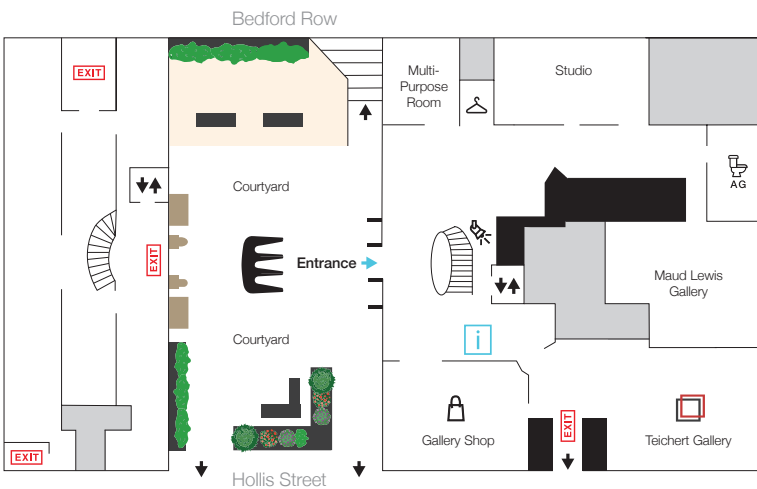 Bedford Row
EXIT
Multi-
Purpose
Room
Studio
AG
Courtyard
EXIT
Entrance
Maud Lewis
Gallery
i
Courtyard
Gallery Shop
EXIT
Teichert Gallery
EXIT
Hollis Street